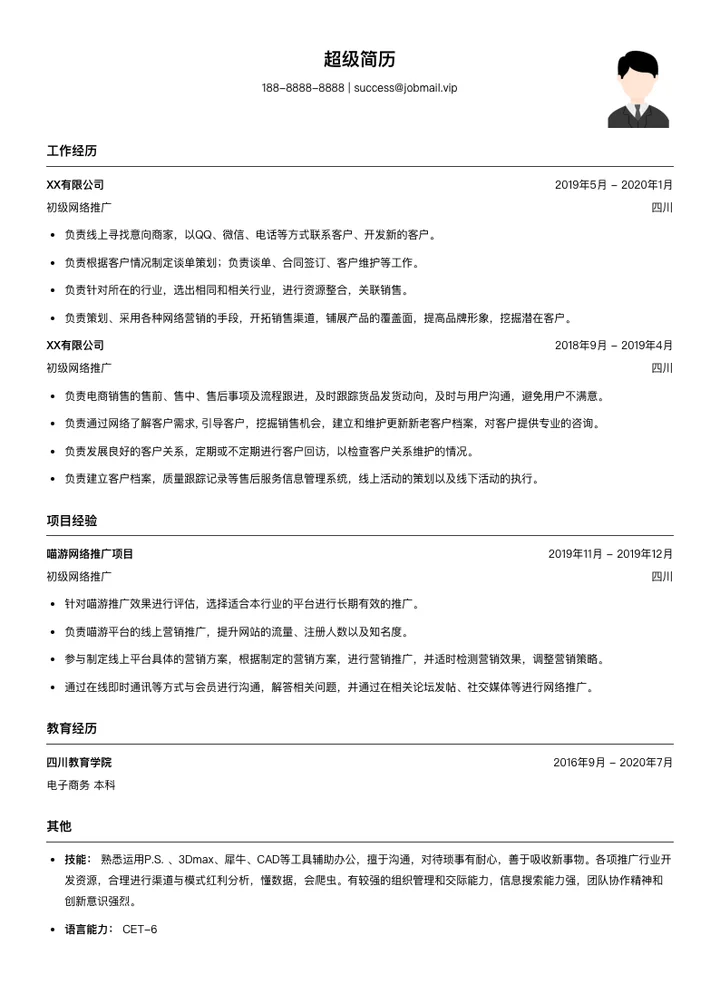 超级简历
188-8888-8888 | success@jobmail.vip
工作经历
XX有限公司 2019年5月 – 2020年1月
初级网络推广 四川
• 负责线上寻找意向商家，以QQ、微信、电话等方式联系客户、开发新的客户。
• 负责根据客户情况制定谈单策划；负责谈单、合同签订、客户维护等工作。
• 负责针对所在的行业，选出相同和相关行业，进行资源整合，关联销售。
• 负责策划、采用各种网络营销的手段，开拓销售渠道，铺展产品的覆盖面，提高品牌形象，挖掘潜在客户。
XX有限公司 2018年9月 – 2019年4月
初级网络推广 四川
• 负责电商销售的售前、售中、售后事项及流程跟进，及时跟踪货品发货动向，及时与用户沟通，避免用户不满意。
• 负责通过网络了解客户需求, 引导客户，挖掘销售机会，建立和维护更新新老客户档案，对客户提供专业的咨询。
• 负责发展良好的客户关系，定期或不定期进行客户回访，以检查客户关系维护的情况。
• 负责建立客户档案，质量跟踪记录等售后服务信息管理系统，线上活动的策划以及线下活动的执行。
项目经验
喵游网络推广项目 2019年11月 – 2019年12月
初级网络推广 四川
• 针对喵游推广效果进行评估，选择适合本行业的平台进行长期有效的推广。
• 负责喵游平台的线上营销推广，提升网站的流量、注册人数以及知名度。
• 参与制定线上平台具体的营销方案，根据制定的营销方案，进行营销推广，并适时检测营销效果，调整营销策略。
• 通过在线即时通讯等方式与会员进行沟通，解答相关问题，并通过在相关论坛发帖、社交媒体等进行网络推广。
教育经历
四川教育学院 2016年9月 – 2020年7月
电子商务 本科
其他
• 技能： 熟悉运用P.S. 、3Dmax、犀牛、CAD等工具辅助办公，擅于沟通，对待琐事有耐心，善于吸收新事物。各项推广行业开
发资源，合理进行渠道与模式红利分析，懂数据，会爬虫。有较强的组织管理和交际能力，信息搜索能力强，团队协作精神和
创新意识强烈。
• 语言能力： CET-6